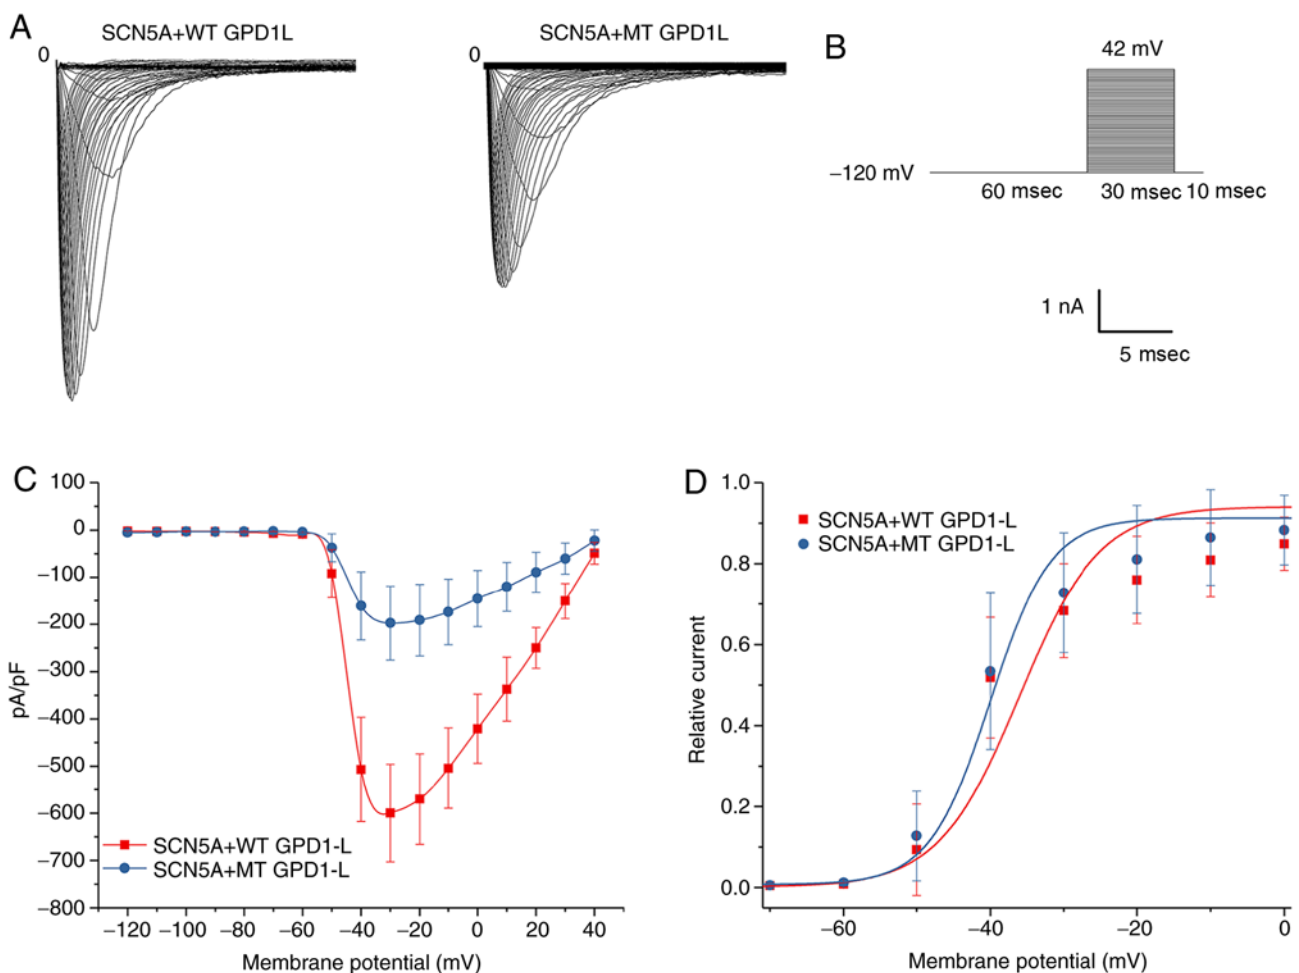 A
SCN5A+WT GPD1L
0
SCN5A+MT GPD1L
0
B
42 mV
−120 mV
60 msec
30 msec
10 msec
1 nA
5 msec
C
100
0
−100
−200
−300
−400
−500
−600
−700
−800
pA/pF
SCN5A+WT GPD1-L
SCN5A+MT GPD1-L
−120
−100
−80
−60
−40
−20
0
20
40
Membrane potential (mV)
D
1.0
0.8
0.6
0.4
0.2
0.0
Relative current
SCN5A+WT GPD1-L
SCN5A+MT GPD1-L
−60
−40
−20
0
Membrane potential (mV)